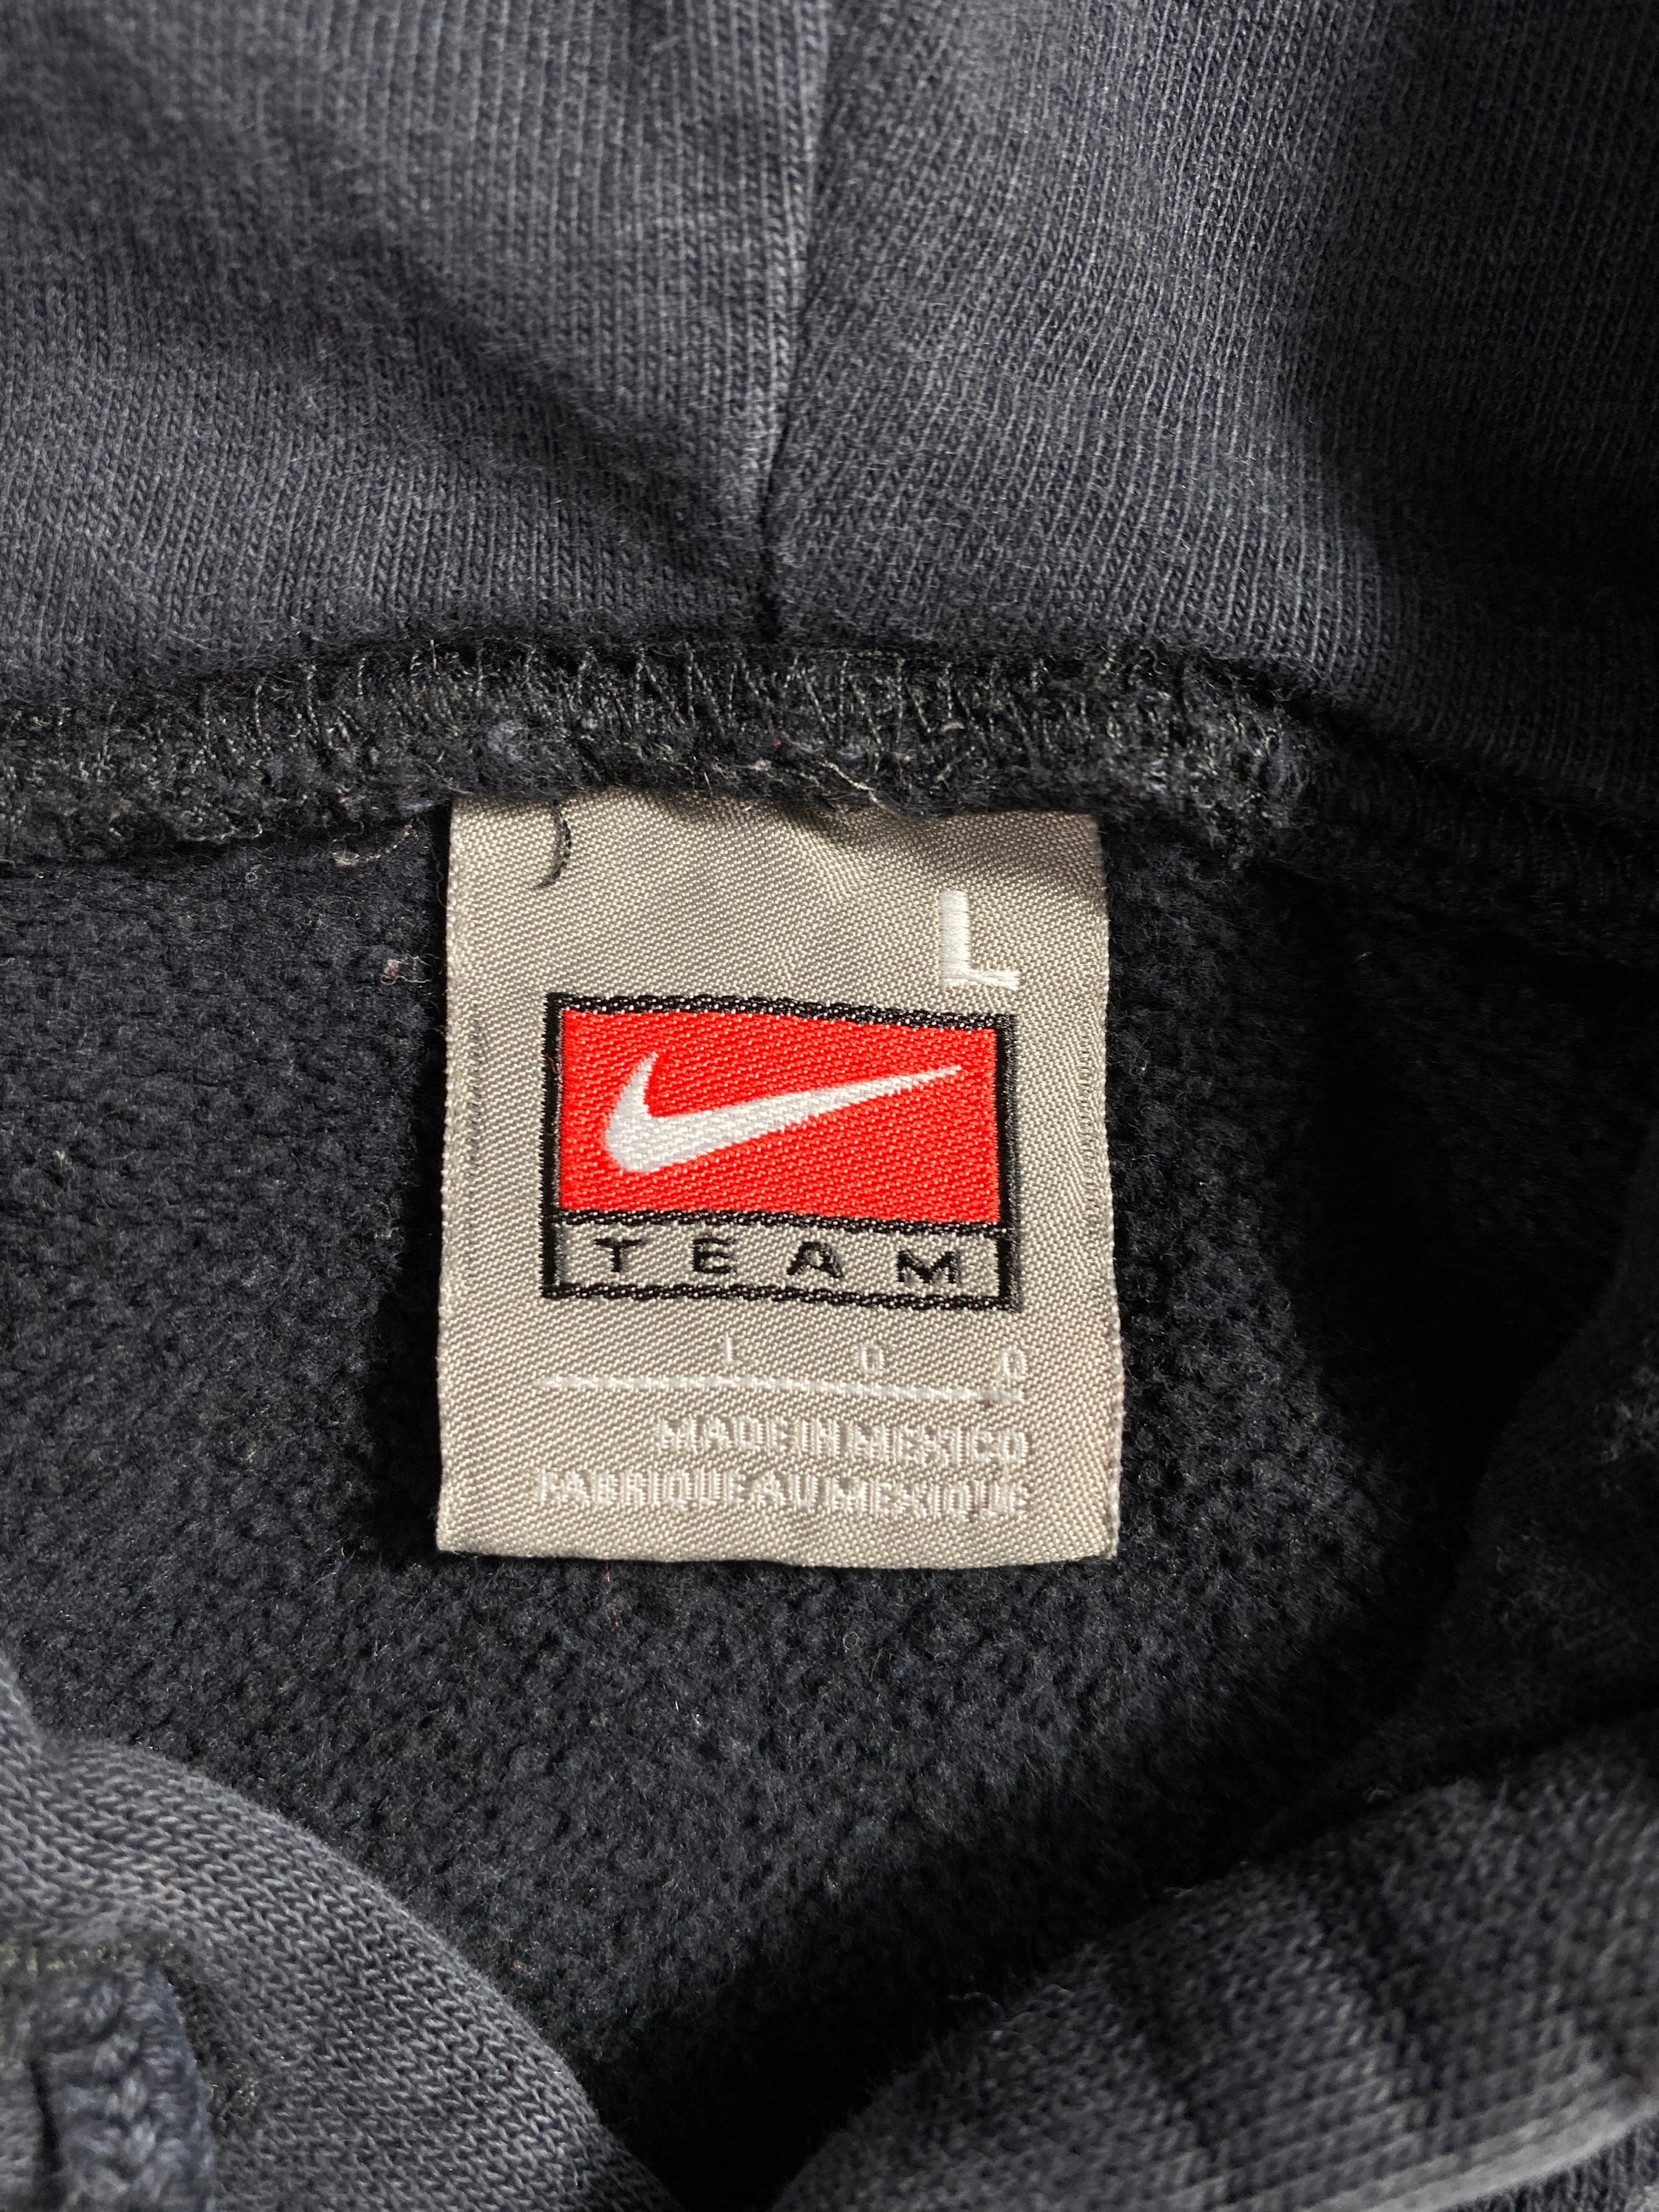 L
TEAM
L G G
MADE IN MEXICO
FABRIQUE AU MEXIQUE